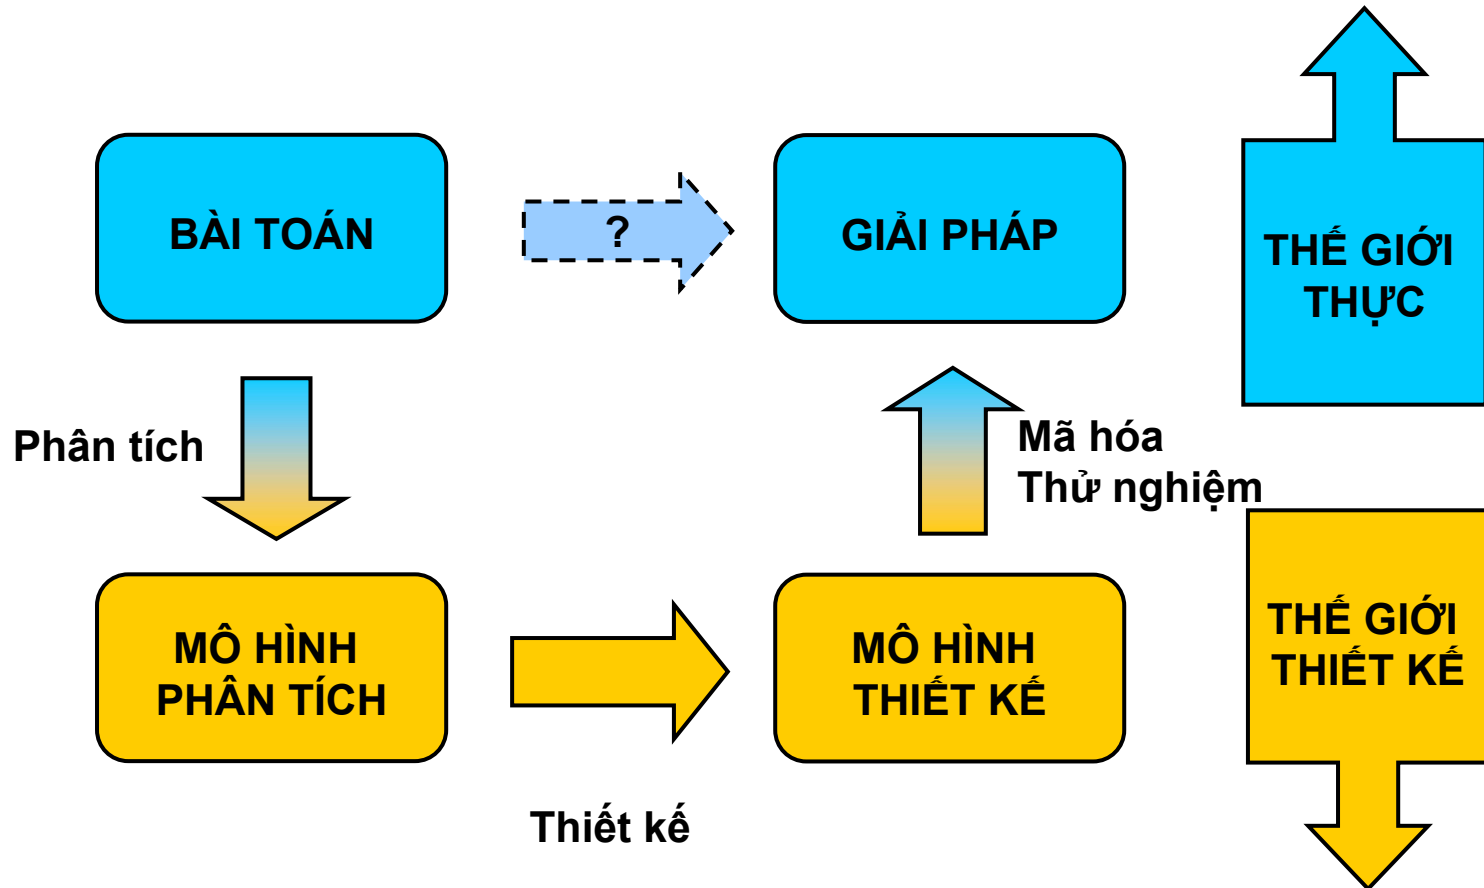 BÀI TOÁN
?
GIẢI PHÁP
THẾ GIỚI
THỰC
Phân tích
Mã hóa
Thử nghiệm
MÔ HÌNH
PHÂN TÍCH
MÔ HÌNH
THIẾT KẾ
THẾ GIỚI
THIẾT KẾ
Thiết kế